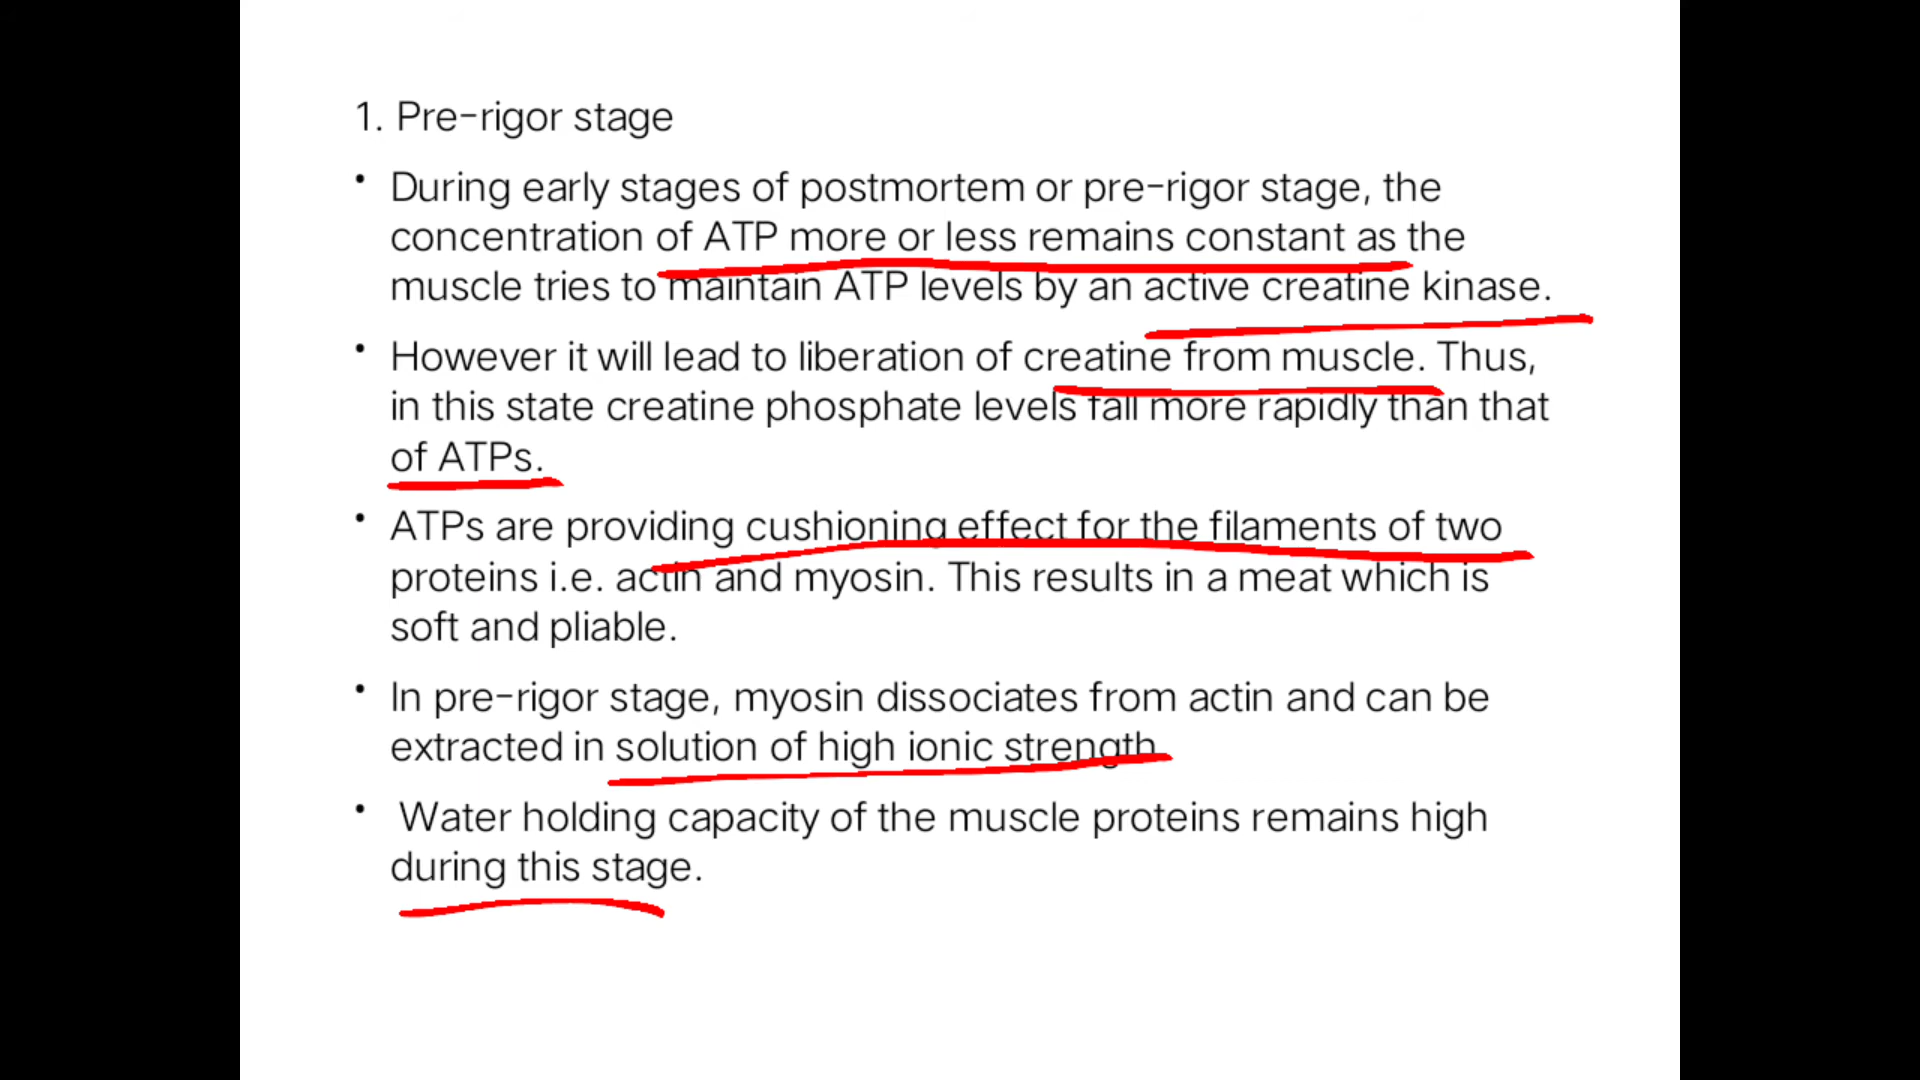 1. Pre-rigor stage
• During early stages of postmortem or pre-rigor stage, the
concentration of ATP more or less remains constant as the
muscle tries to maintain ATP levels by an active creatine kinase.
• However it will lead to liberation of creatine from muscle. Thus,
in this state creatine phosphate levels fall more rapidly than that
of ATPs.
• ATPs are providing cushioning effect for the filaments of two
proteins i.e. actin and myosin. This results in a meat which is
soft and pliable.
• In pre-rigor stage, myosin dissociates from actin and can be
extracted in solution of high ionic strength
• Water holding capacity of the muscle proteins remains high
during this stage.